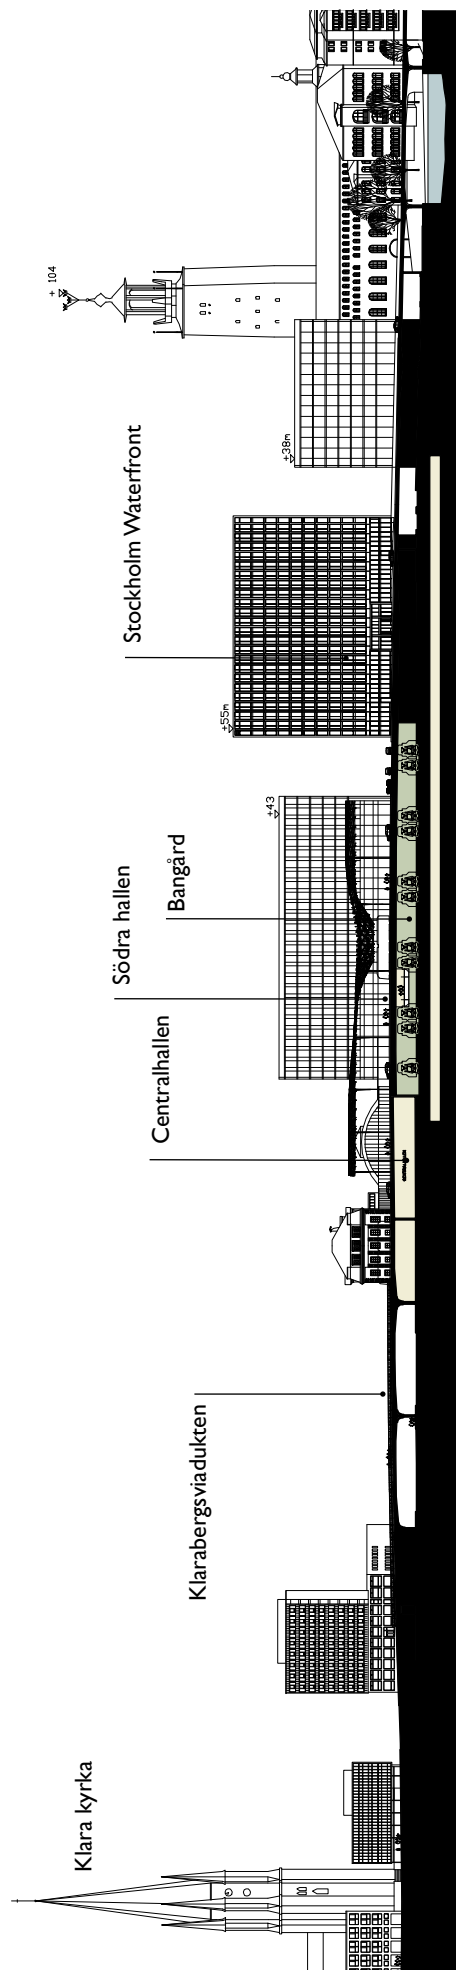 Klara kyrka
Klarabergsviadukten
Centralhallen
Södra hallen
Bangård
+43
+55m
Stockholm Waterfront
+38m
+ 104